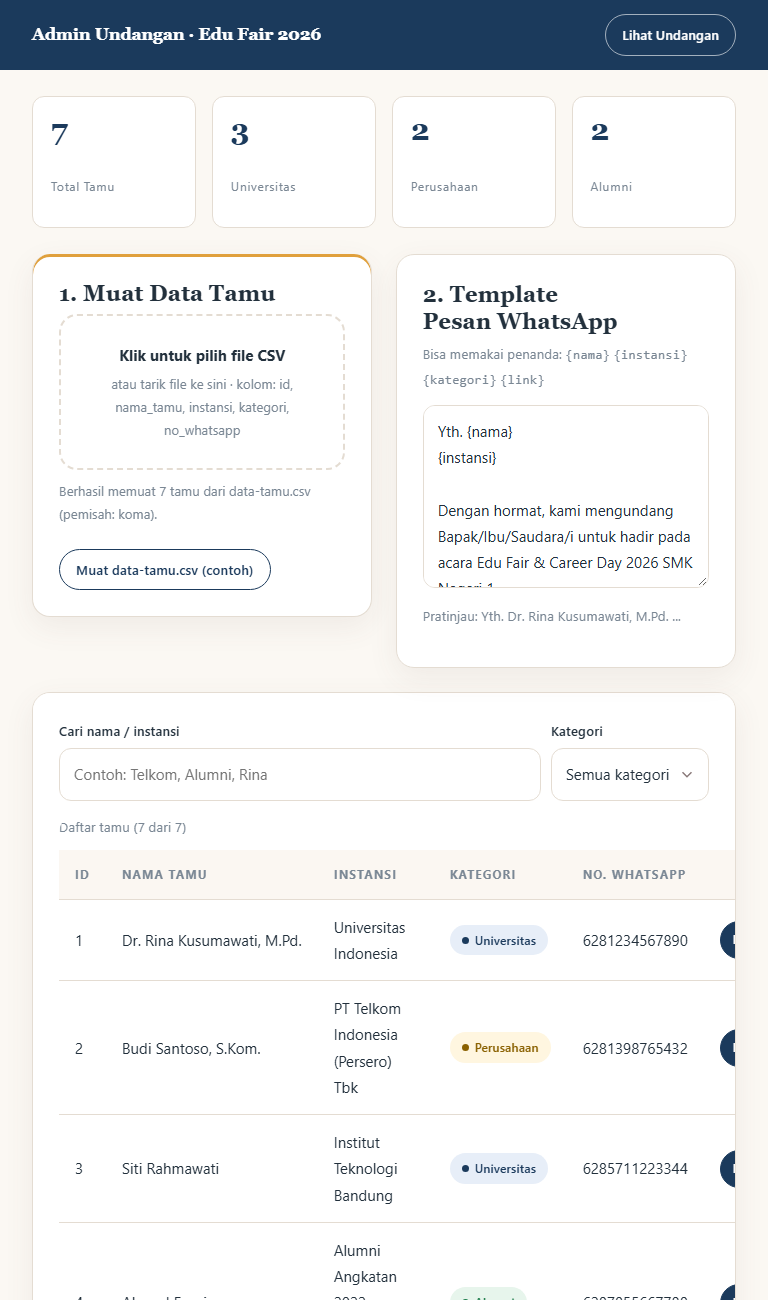 Admin Undangan · Edu Fair 2026
Lihat Undangan
7
Total Tamu
3
Universitas
2
Perusahaan
2
Alumni
1. Muat Data Tamu
Klik untuk pilih file CSV
atau tarik file ke sini · kolom: id,
nama_tamu, instansi, kategori,
no_whatsapp
Berhasil memuat 7 tamu dari data-tamu.csv
(pemisah: koma).
Muat data-tamu.csv (contoh)
2. Template
Pesan WhatsApp
Bisa memakai penanda: {nama} {instansi}
{kategori} {link}
Yth. {nama}
{instansi}
Dengan hormat, kami mengundang
Bapak/Ibu/Saudara/i untuk hadir pada
acara Edu Fair & Career Day 2026 SMK
Negeri 1
Pratinjau: Yth. Dr. Rina Kusumawati, M.Pd. ...
Cari nama / instansi
Kategori
Contoh: Telkom, Alumni, Rina
Semua kategori
Daftar tamu (7 dari 7)
ID NAMA TAMU INSTANSI KATEGORI NO. WHATSAPP
1 Dr. Rina Kusumawati, M.Pd. Universitas Indonesia Universitas 6281234567890
2 Budi Santoso, S.Kom. PT Telkom Indonesia (Persero) Tbk Perusahaan 6281398765432
3 Siti Rahmawati Institut Teknologi Bandung Universitas 6285711223344
Alumni
Angkatan